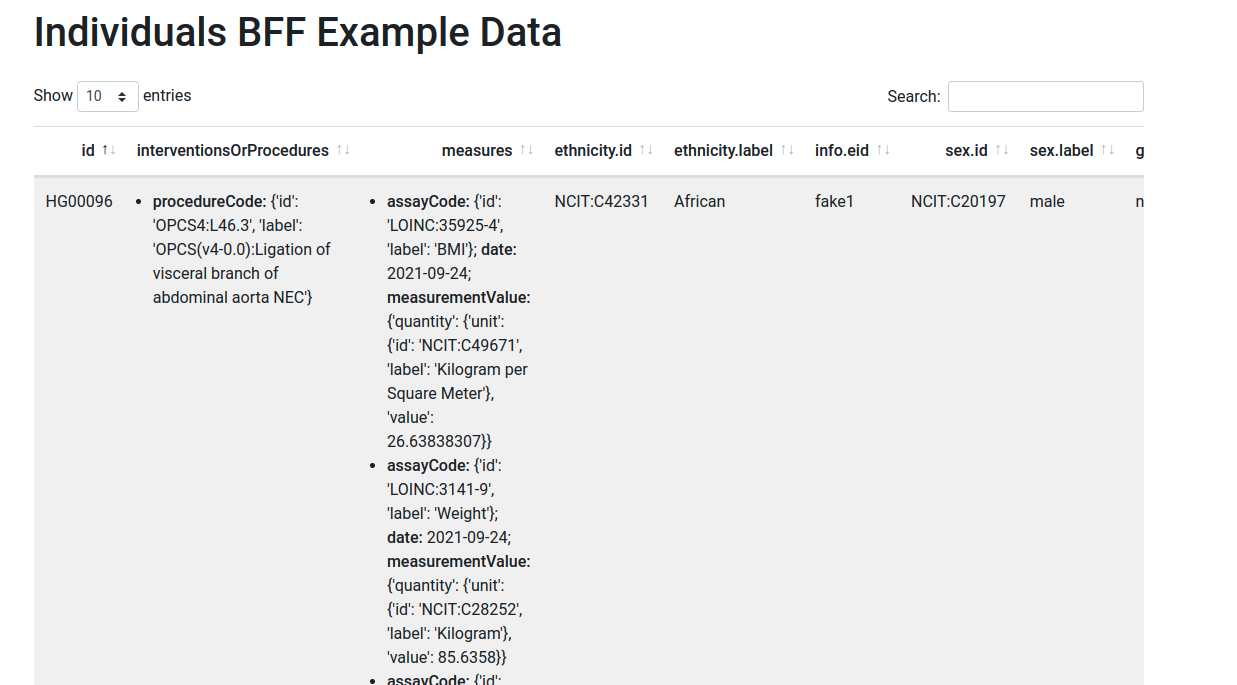 Individuals BFF Example Data
Show 10 entries
Search:
id interventionsOrProcedures measures ethnicity.id ethnicity.label info.eid sex.id sex.label g
HG00096 • procedureCode: {'id': • assayCode: {'id': NCIT:C42331 African fake1 NCIT:C20197 male n
'OPCS4:L46.3', 'label': 'LOINC:35925-4',
'OPCS(v4-0.0):Ligation of 'label': 'BMI'}; date:
visceral branch of 2021-09-24;
abdominal aorta NEC'} measurementValue:
{'quantity': {'unit':
{'id': 'NCIT:C49671',
'label': 'Kilogram per
Square Meter'},
'value':
26.63838307}}
• assayCode: {'id':
'LOINC:3141-9',
'label': 'Weight'};
date: 2021-09-24;
measurementValue:
{'quantity': {'unit':
{'id': 'NCIT:C28252',
'label': 'Kilogram'},
'value': 85.6358}}
• assayCode: {'id':